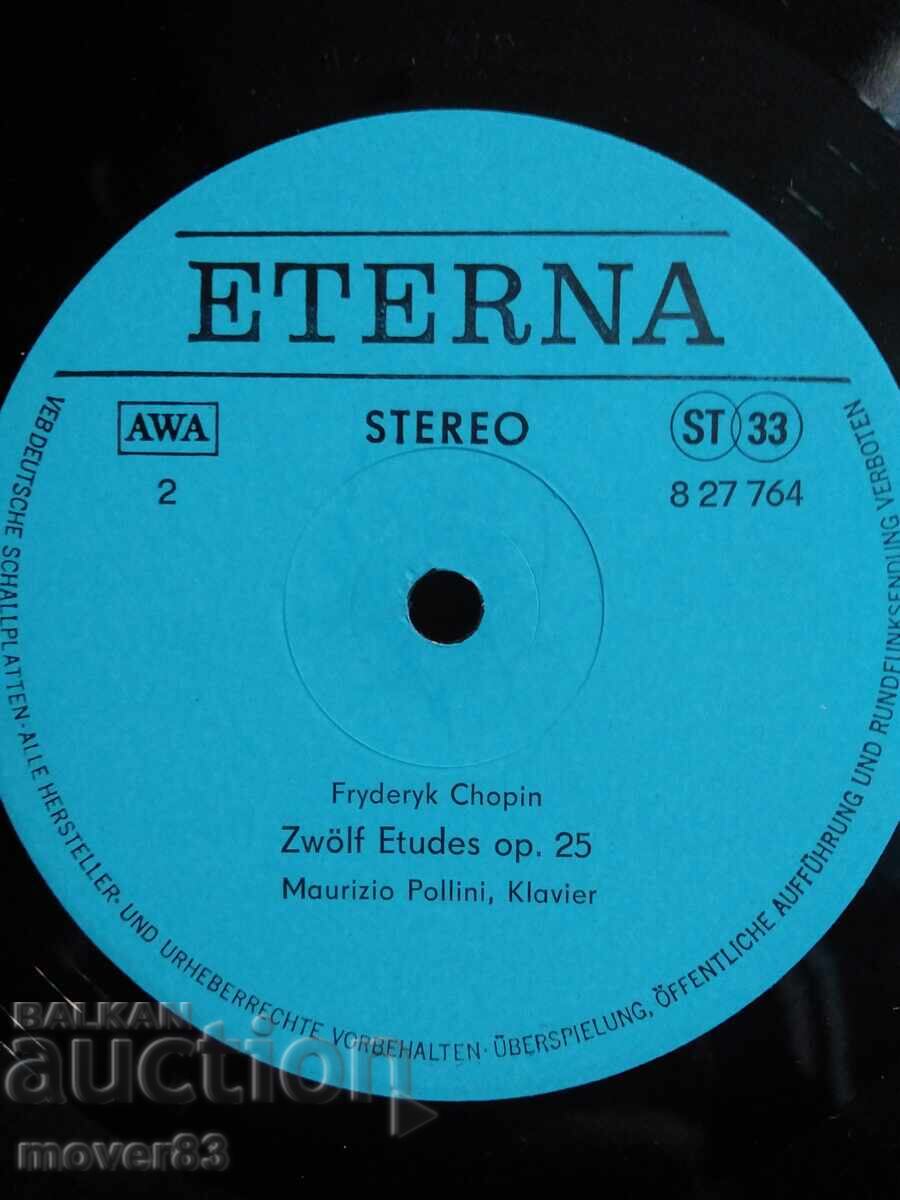 ETERNA
AWA
STEREO
ST 33
2
8 27 764
Fryderyk Chopin
Zwölf Etudes op. 25
Maurizio Pollini, Klavier
VEB DEUTSCHE SCHALLPLATTEN · ALLE HERSTELLER- UND URHEBERRECHTE VORBEHALTEN · ÜBERSPIELUNG, ÖFFENTLICHE AUFFÜHRUNG UND RUNDFUNKSENDUNG VERBOTEN
BALKAN
auction
mover83